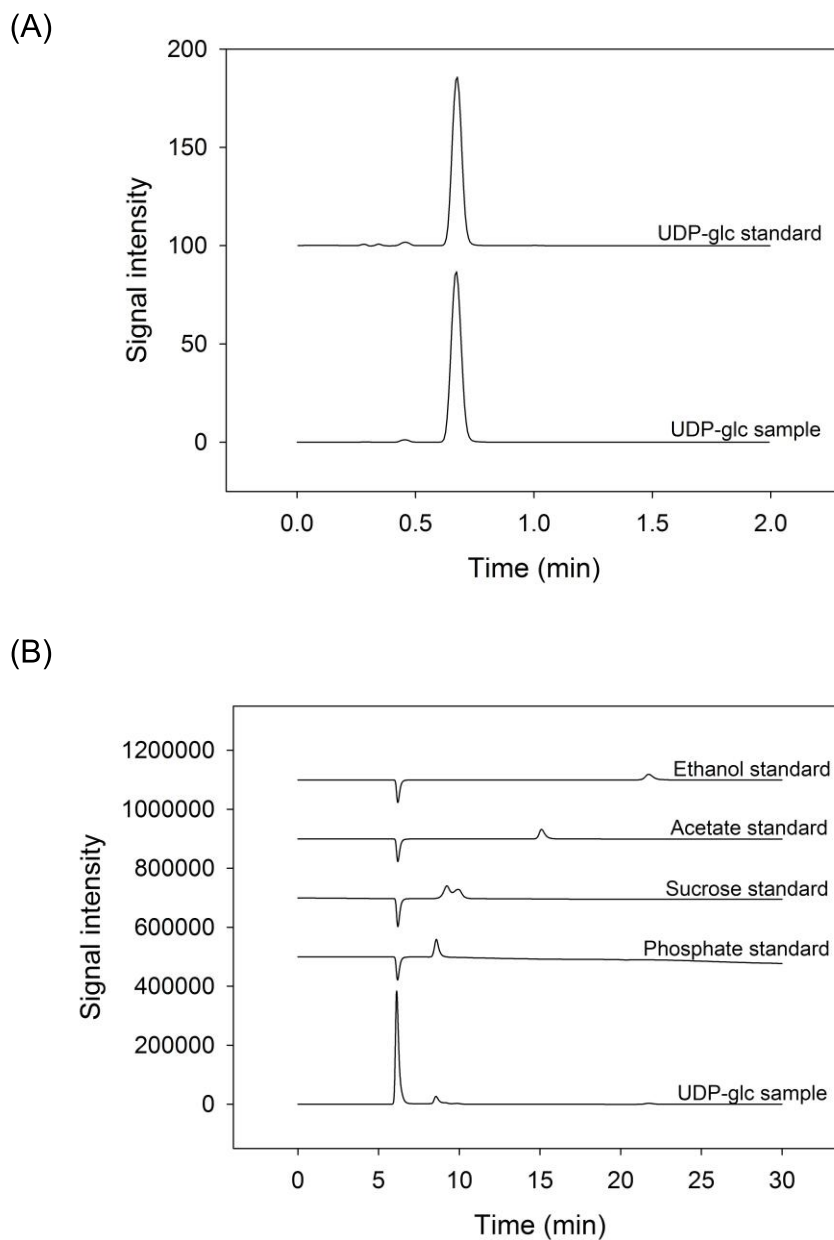 (A)
200
150
100
50
0
Signal intensity
UDP-glc standard
UDP-glc sample
0.0 0.5 1.0 1.5 2.0
Time (min)
(B)
1200000
1000000
800000
600000
400000
200000
0
Signal intensity
Ethanol standard
Acetate standard
Sucrose standard
Phosphate standard
UDP-glc sample
0 5 10 15 20 25 30
Time (min)